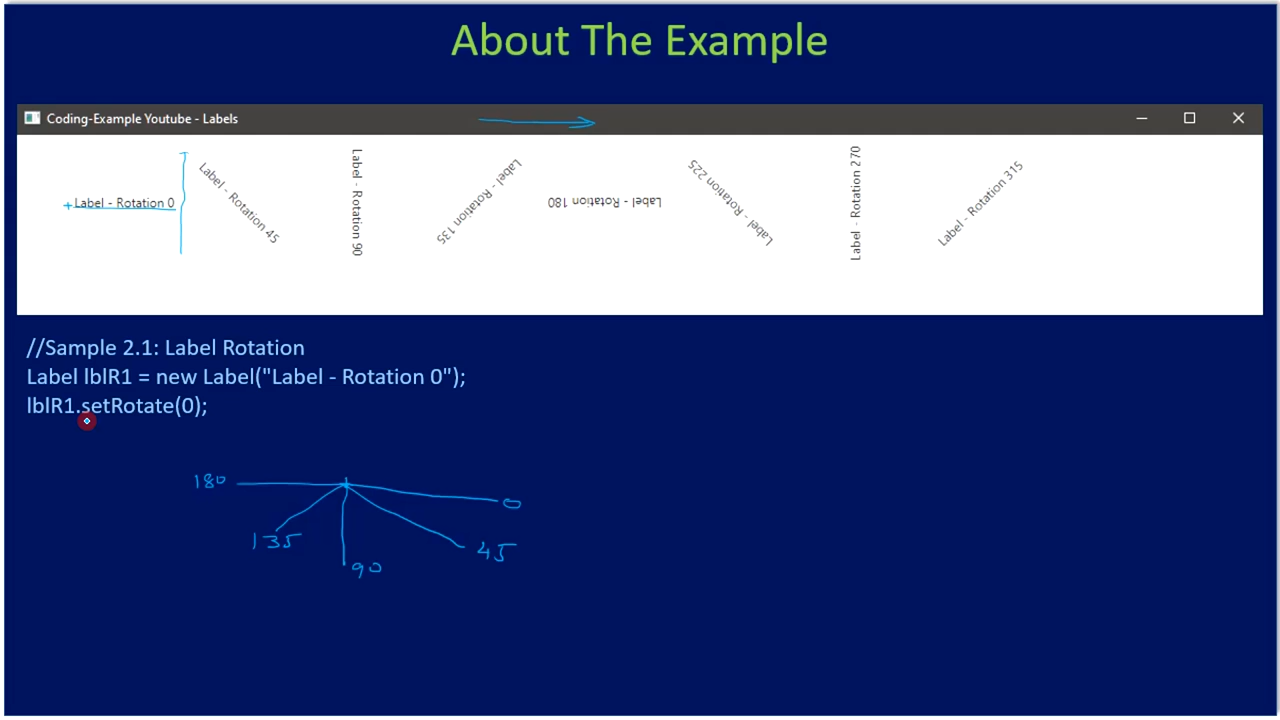 About The Example
Coding-Example Youtube - Labels
Label - Rotation 0
Label - Rotation 45
Label - Rotation 90
Label - Rotation 135
Label - Rotation 180
Label - Rotation 225
Label - Rotation 270
Label - Rotation 315
//Sample 2.1: Label Rotation
Label lblR1 = new Label("Label - Rotation 0");
lblR1.setRotate(0);
180
0
135
45
90